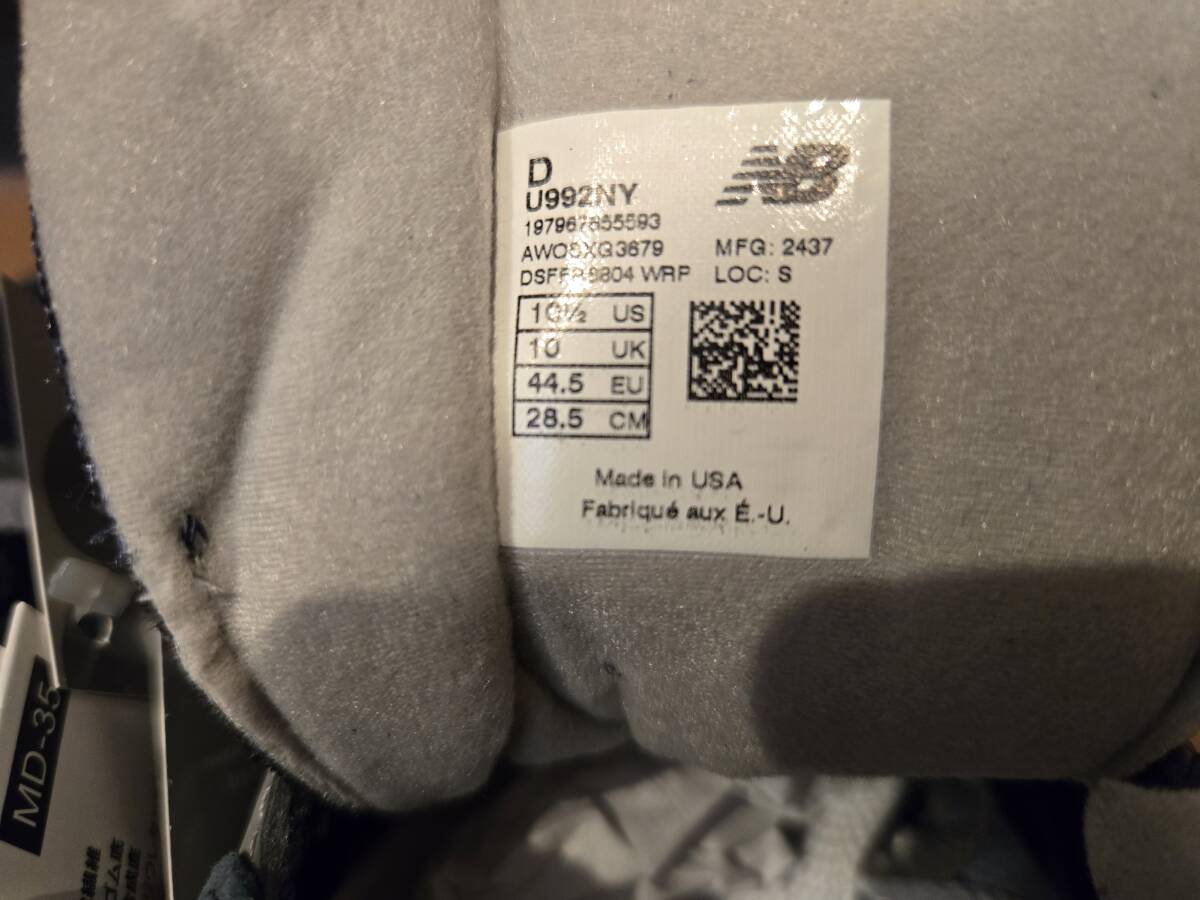 D
NB
U992NY
197967855593
MFG: 2437
LOC: S
10½ US
10 UK
44.5 EU
28.5 CM
Made in USA
Fabriqué aux É.-U.
MD-35